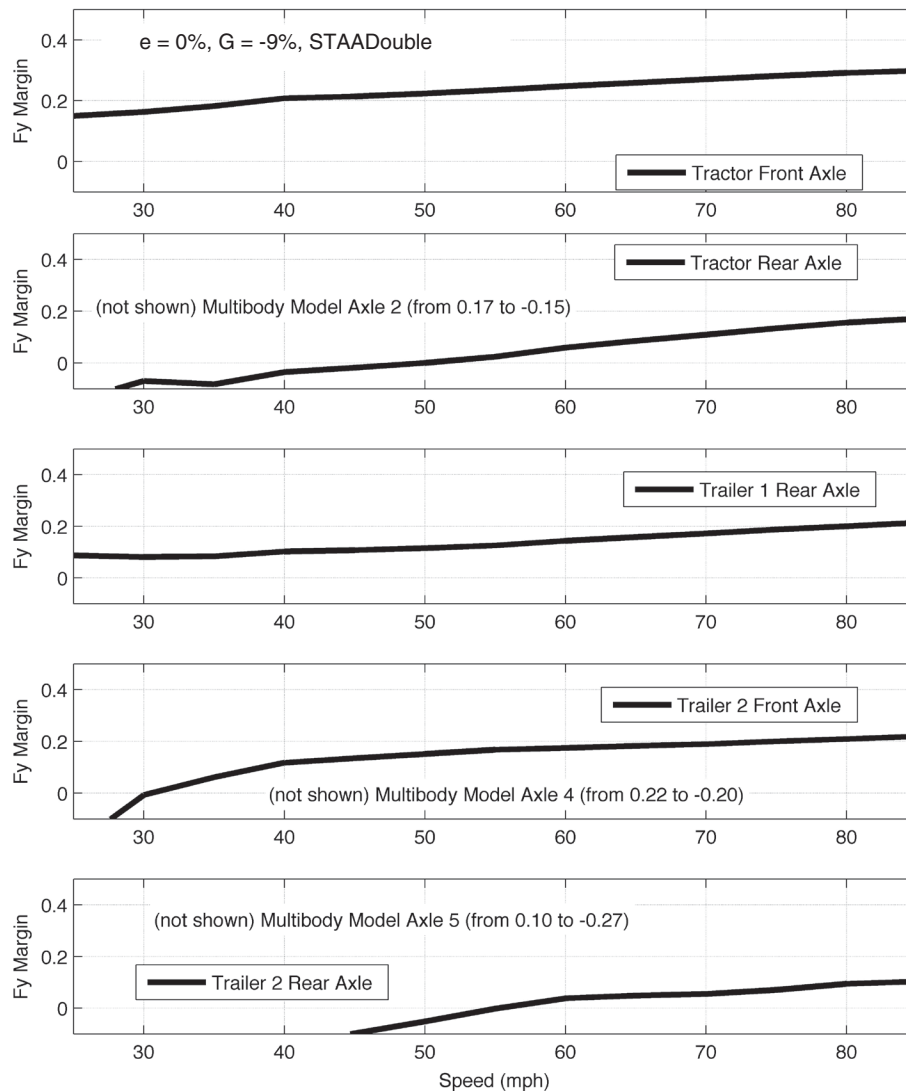 e = 0%, G = -9%, STAADouble
Fy Margin
0.4
0.2
0
Tractor Front Axle
30 40 50 60 70 80
Tractor Rear Axle
Fy Margin
0.4
0.2
0
(not shown) Multibody Model Axle 2 (from 0.17 to -0.15)
30 40 50 60 70 80
Fy Margin
0.4
0.2
0
Trailer 1 Rear Axle
30 40 50 60 70 80
Fy Margin
0.4
0.2
0
Trailer 2 Front Axle
(not shown) Multibody Model Axle 4 (from 0.22 to -0.20)
30 40 50 60 70 80
Fy Margin
0.4
0.2
0
(not shown) Multibody Model Axle 5 (from 0.10 to -0.27)
Trailer 2 Rear Axle
30 40 50 60 70 80
Speed (mph)